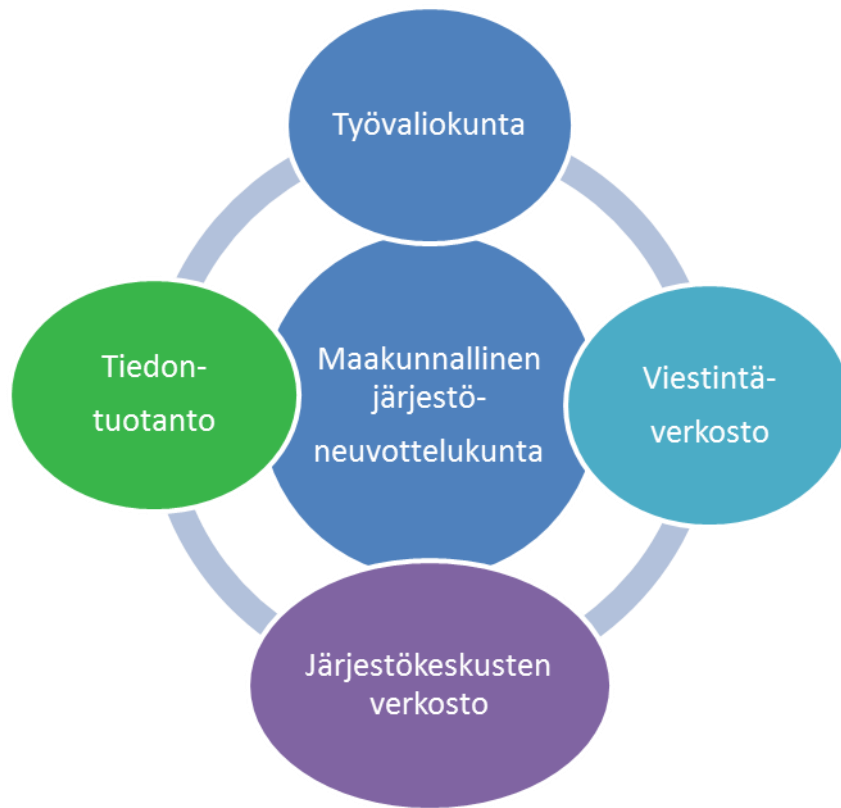 Työvaliokunta
Tiedon-
tuotanto
Maakunnallinen
järjestö-
neuvottelukunta
Viestintä-
verkosto
Järjestökeskusten
verkosto